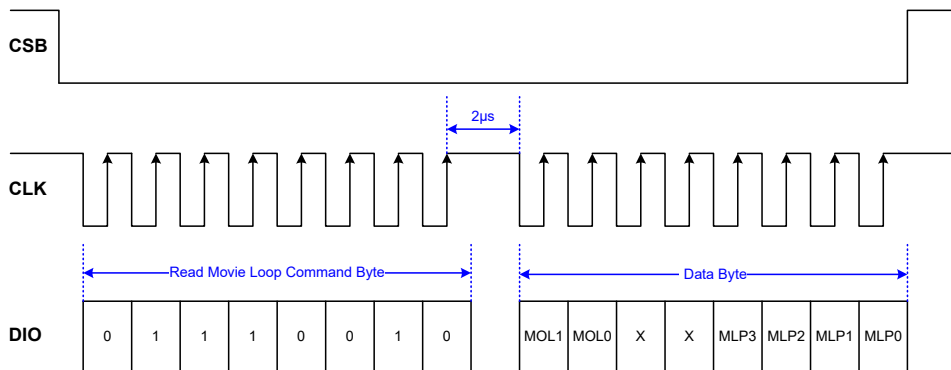 CSB
2µs
CLK
Read Movie Loop Command Byte
Data Byte
DIO 0 1 1 1 0 0 1 0 MOL1 MOL0 X X MLP3 MLP2 MLP1 MLP0